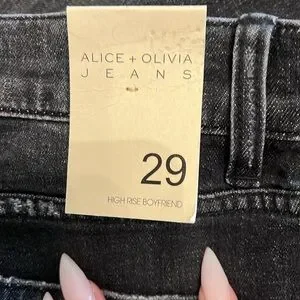 ALICE + OLIVIA
JEANS
29
HIGH RISE BOYFRIEND